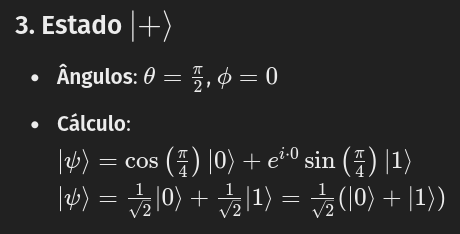 3. Estado |+⟩
• Ângulos: θ = π/2, ϕ = 0
• Cálculo:
|ψ⟩ = cos (π/4) |0⟩ + e^{i·0} sin (π/4) |1⟩
|ψ⟩ = 1/√2 |0⟩ + 1/√2 |1⟩ = 1/√2 (|0⟩ + |1⟩)